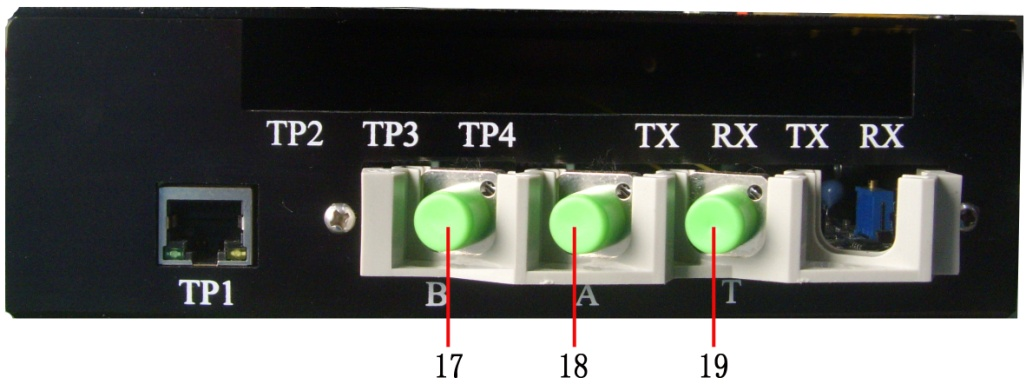 TP2 TP3 TP4 TX RX TX RX
TP1 B A T
17 18 19